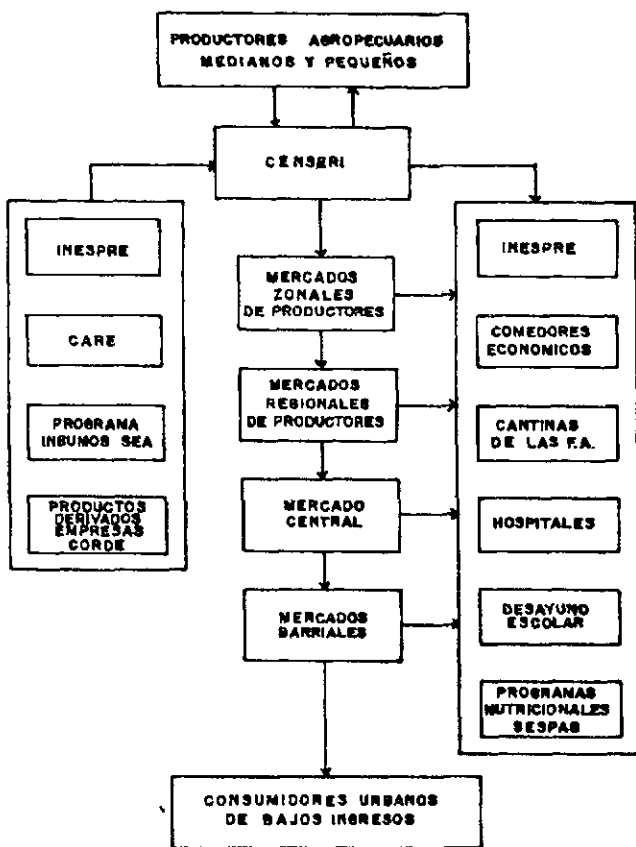 PRODUCTORES AGROPECUARIOS
MEDIANOS Y PEQUEÑOS
CENSERI
INESPRE
CARE
PROGRAMA
INSUMOS SEA
PRODUCTOS
DERIVADOS
EMPRESAS
CORDE
MERCADOS
ZONALES
DE PRODUCTORES
MERCADOS
REGIONALES
DE PRODUCTORES
MERCADO
CENTRAL
MERCADOS
BARRIALES
INESPRE
COMEDORES
ECONOMICOS
CANTINAS
DE LAS F.A.
HOSPITALES
DESAYUNO
ESCOLAR
PROGRAMAS
NUTRICIONALES
SESPAS
CONSUMIDORES URBANOS
DE BAJOS INGRESOS